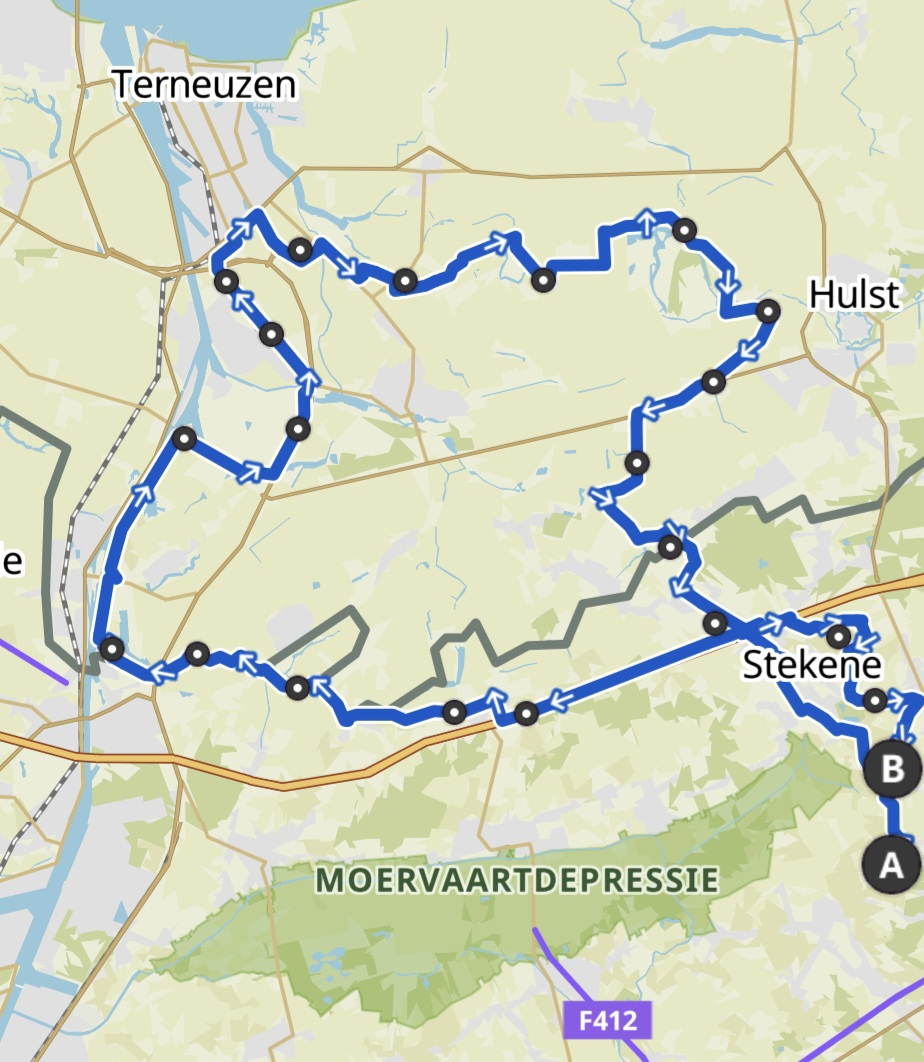 Terneuzen
Hulst
e
Stekene
B
A
MOERVAARTDEPRESSIE
F412